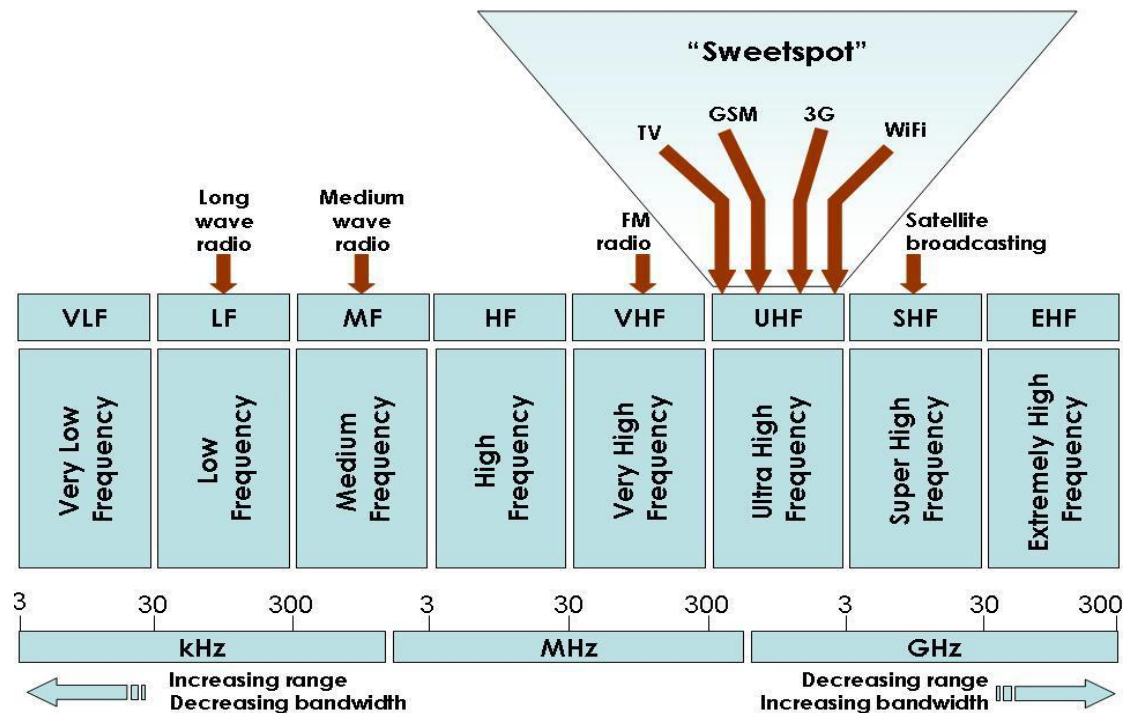 “Sweetspot”
GSM
3G
TV
WiFi
Long
wave
radio
Medium
wave
radio
FM
radio
Satellite
broadcasting
VLF
LF
MF
HF
VHF
UHF
SHF
EHF
Very Low
Frequency
Low
Frequency
Medium
Frequency
High
Frequency
Very High
Frequency
Ultra High
Frequency
Super High
Frequency
Extremely High
Frequency
3 30 300 3 30 300 3 30 300
kHz
MHz
GHz
Increasing range
Decreasing bandwidth
Decreasing range
Increasing bandwidth